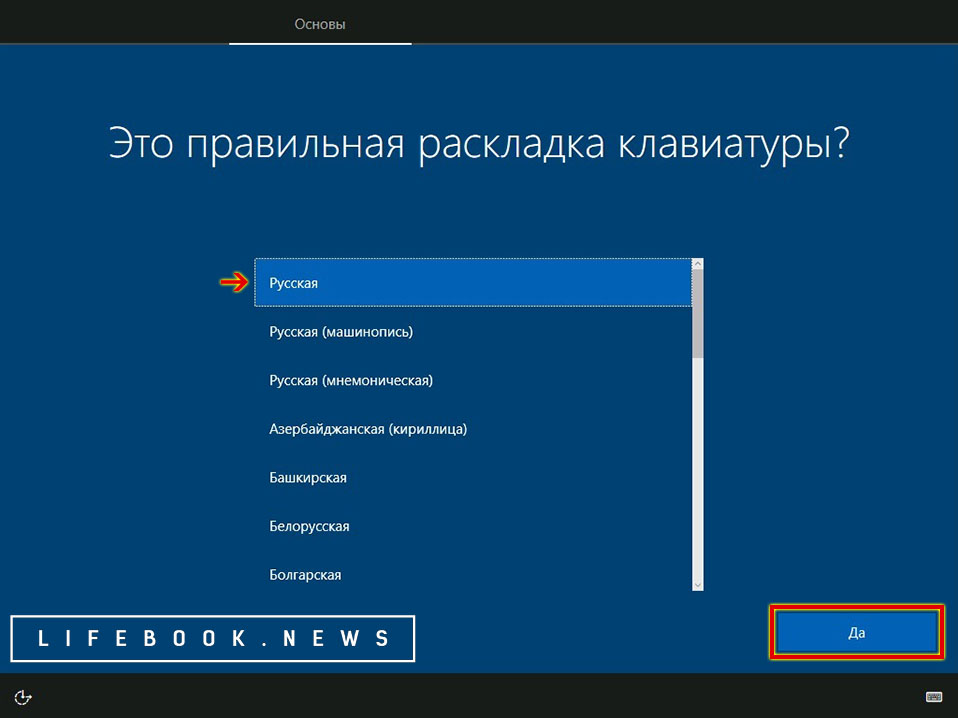 Основы
Это правильная раскладка клавиатуры?
Русская
Русская (машинопись)
Русская (мнемоническая)
Азербайджанская (кириллица)
Башкирская
Белорусская
Болгарская
LIFEBOOK.NEWS
Да